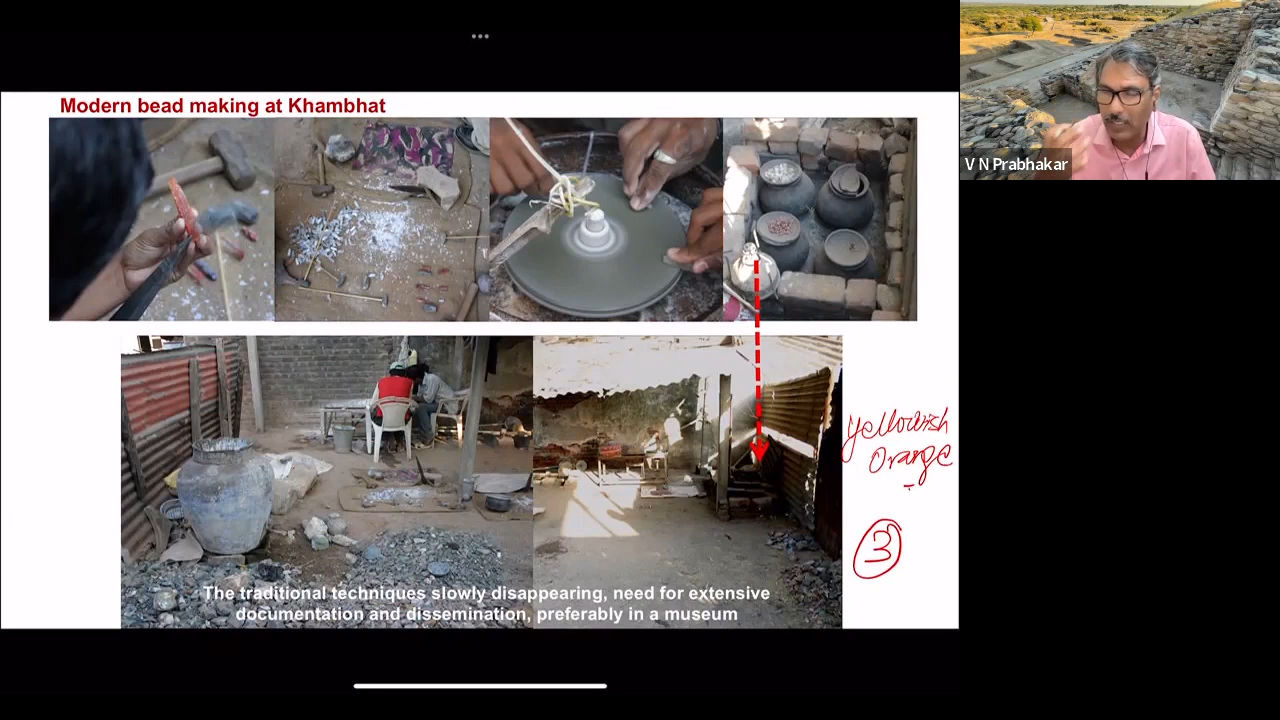 Modern bead making at Khambhat
V N Prabhakar
yellowish
orange
3
The traditional techniques slowly disappearing, need for extensive
documentation and dissemination, preferably in a museum